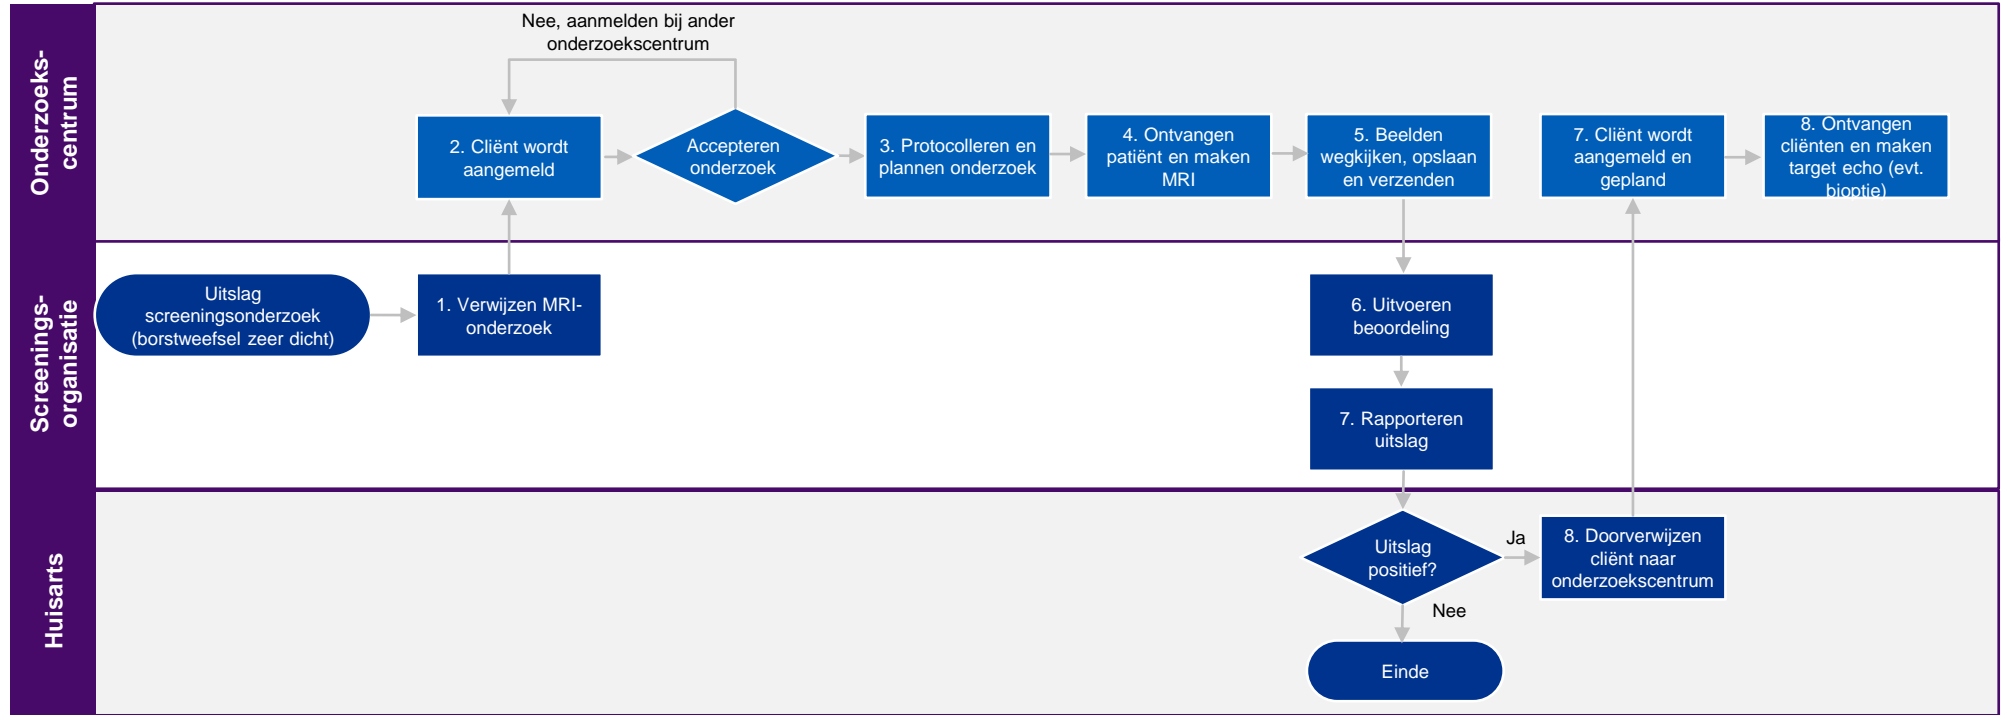 Onderzoeks-
centrum
Nee, aanmelden bij ander
onderzoekscentrum
2. Cliënt wordt
aangemeld
Accepteren
onderzoek
3. Protocolleren en
plannen onderzoek
4. Ontvangen
patiënt en maken
MRI
5. Beelden
wegkijken, opslaan
en verzenden
7. Cliënt wordt
aangemeld en
gepland
8. Ontvangen
cliënten en maken
target echo (evt.
bioptie)
Screenings-
organisatie
Uitslag
screeningsonderzoek
(borstweefsel zeer dicht)
1. Verwijzen MRI-
onderzoek
6. Uitvoeren
beoordeling
7. Rapporteren
uitslag
Huisarts
Uitslag
positief?
Ja
8. Doorverwijzen
cliënt naar
onderzoekscentrum
Nee
Einde